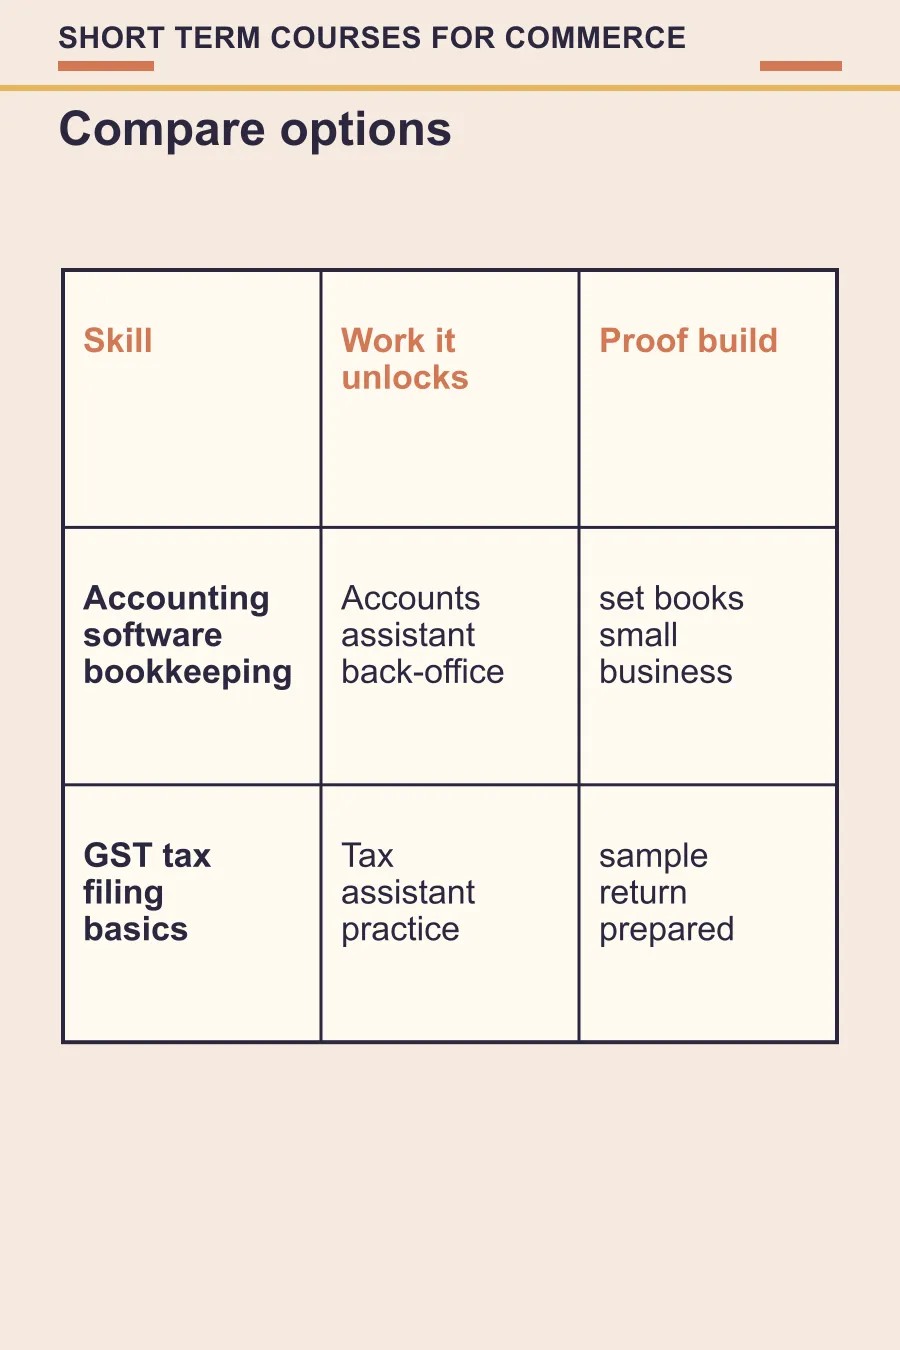 SHORT TERM COURSES FOR COMMERCE
Compare options
Skill
Work it
unlocks
Proof build
Accounting
software
bookkeeping
Accounts
assistant
back-office
set books
small
business
GST tax
filing
basics
Tax
assistant
practice
sample
return
prepared